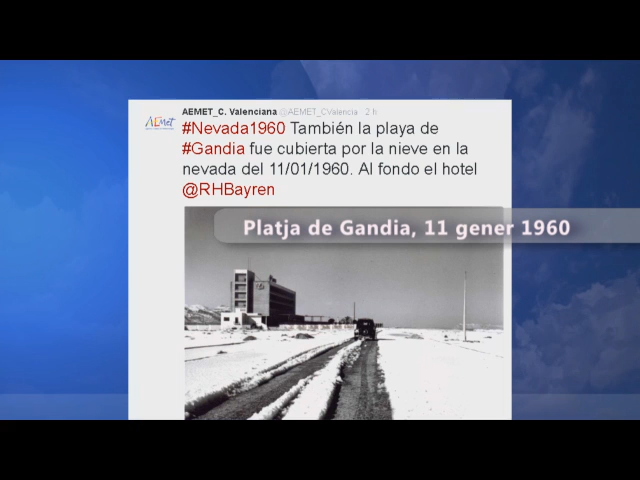 AEMET_C. Valenciana @AEMET_CValencia · 2 h
#Nevada1960 También la playa de
#Gandia fue cubierta por la nieve en la
nevada del 11/01/1960. Al fondo el hotel
@RHBayren
Platja de Gandia, 11 gener 1960
AEMet